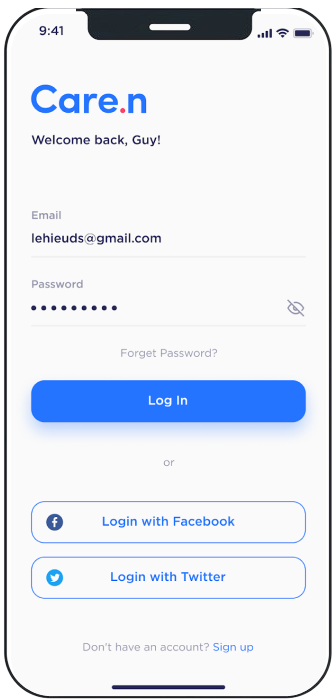 9:41
Care.n
Welcome back, Guy!
Email
lehieuds@gmail.com
Password
Forget Password?
Log In
or
Login with Facebook
Login with Twitter
Don't have an account? Sign up